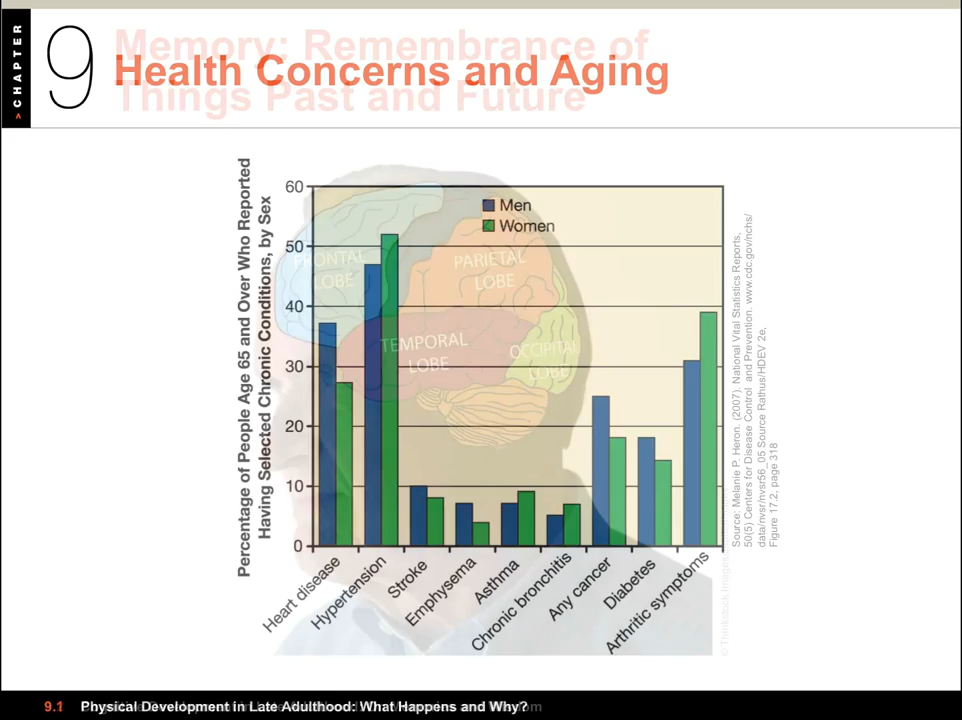 > CHAPTER
9
Memory: Remembrance of
Health Concerns and Aging
Things Past and Future
Percentage of People Age 65 and Over Who Reported
Having Selected Chronic Conditions, by Sex
60
50
40
30
20
10
0
Men
Women
FRONTAL
LOBE
PARIETAL
LOBE
TEMPORAL
LOBE
OCCIPITAL
LOBE
Heart disease
Hypertension
Stroke
Emphysema
Asthma
Chronic bronchitis
Any cancer
Diabetes
Arthritic symptoms
Source: Melanie P. Heron. (2007). National Vital Statistics Reports,
50(5) Centers for Disease Control and Prevention. www.cdc.gov/nchs/
data/nvsr/nvsr56_05 Source Rathus/HDEV 2e,
Figure 17.2, page 318
© Thinkstock Images
9.1 Physical Development in Late Adulthood: What Happens and Why?